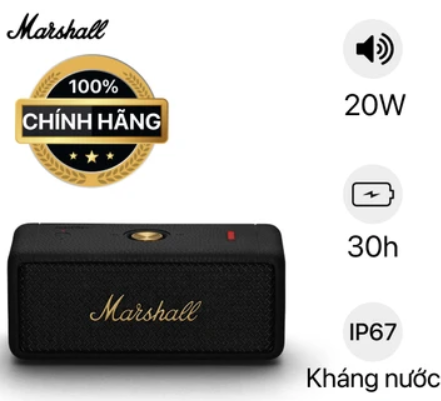 Marshall
100%
CHÍNH HÃNG
20W
30h
Marshall
IP67
Kháng nước